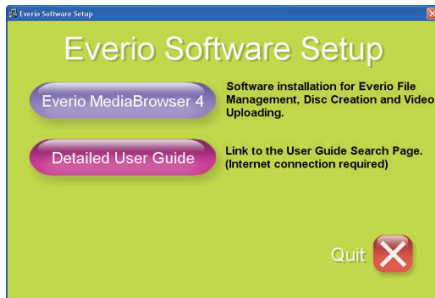 Everio Software Setup
Everio Software Setup
Everio MediaBrowser 4
Software installation for Everio File
Management, Disc Creation and Video
Uploading.
Detailed User Guide
Link to the User Guide Search Page.
(Internet connection required)
Quit